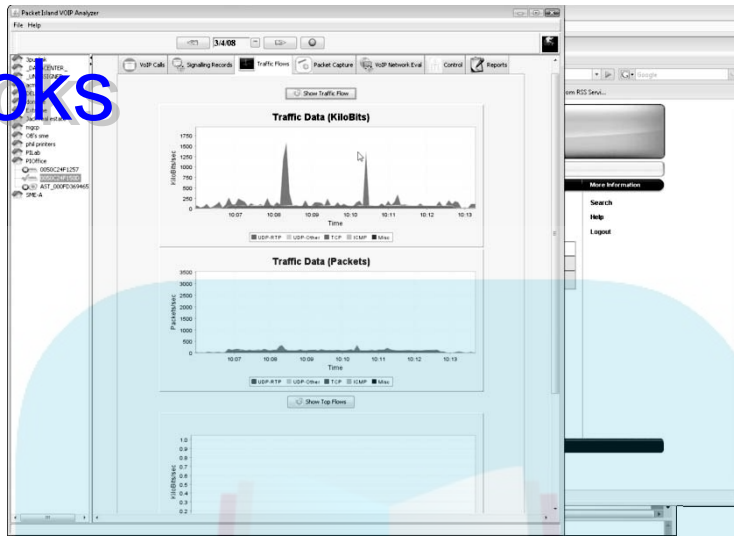 Packet Island VOIP Analyzer
File Help
3/4/08
oks
VoIP Calls Signaling Records Traffic Flows Packet Capture VoIP Network Eval Control Reports
Show Traffic Flow
Traffic Data (KiloBits)
KiloBits/sec
1750
1500
1250
1000
750
500
250
0
10:07 10:08 10:09 10:10 10:11 10:12 10:13
Time
UDP-RTP UDP-Other TCP ICMP Misc
Traffic Data (Packets)
Packets/sec
3500
3000
2500
2000
1500
1000
500
0
10:07 10:08 10:09 10:10 10:11 10:12 10:13
Time
UDP-RTP UDP-Other TCP ICMP Misc
Show Top Flows
KiloBits/sec
1.0
0.9
0.8
0.7
0.6
0.5
0.4
0.3
0.2
mgcp
OB's sme
phil printers
PILab
PIOffice
0050C24F1257
AST_000FD369465
SME-A
Google
om RSS Servi...
More Information
Search
Help
Logout